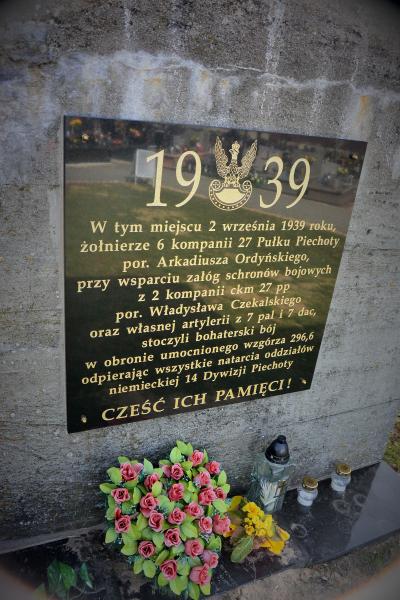 1939
W tym miejscu 2 września 1939 roku,
żołnierze 6 kompanii 27 Pułku Piechoty
por. Arkadiusza Ordyńskiego,
przy wsparciu załóg schronów bojowych
z 2 kompanii ckm 27 pp
por. Władysława Czekalskiego
oraz własnej artylerii z 7 pal i 7 dac,
stoczyli bohaterski bój
w obronie umocnionego wzgórza 296,6
odpierając wszystkie natarcia oddziałów
niemieckiej 14 Dywizji Piechoty
CZEŚĆ ICH PAMIĘCI!